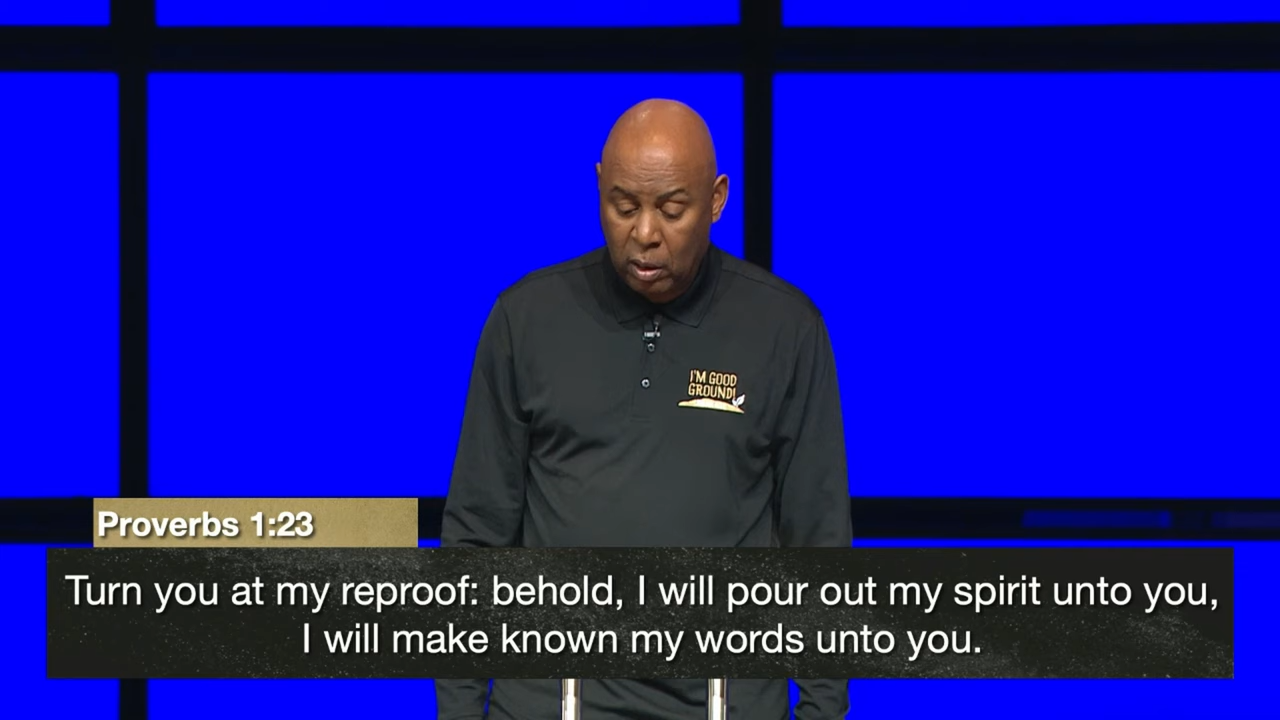 I'M GOOD
GROUND!
Proverbs 1:23
Turn you at my reproof: behold, I will pour out my spirit unto you,
I will make known my words unto you.